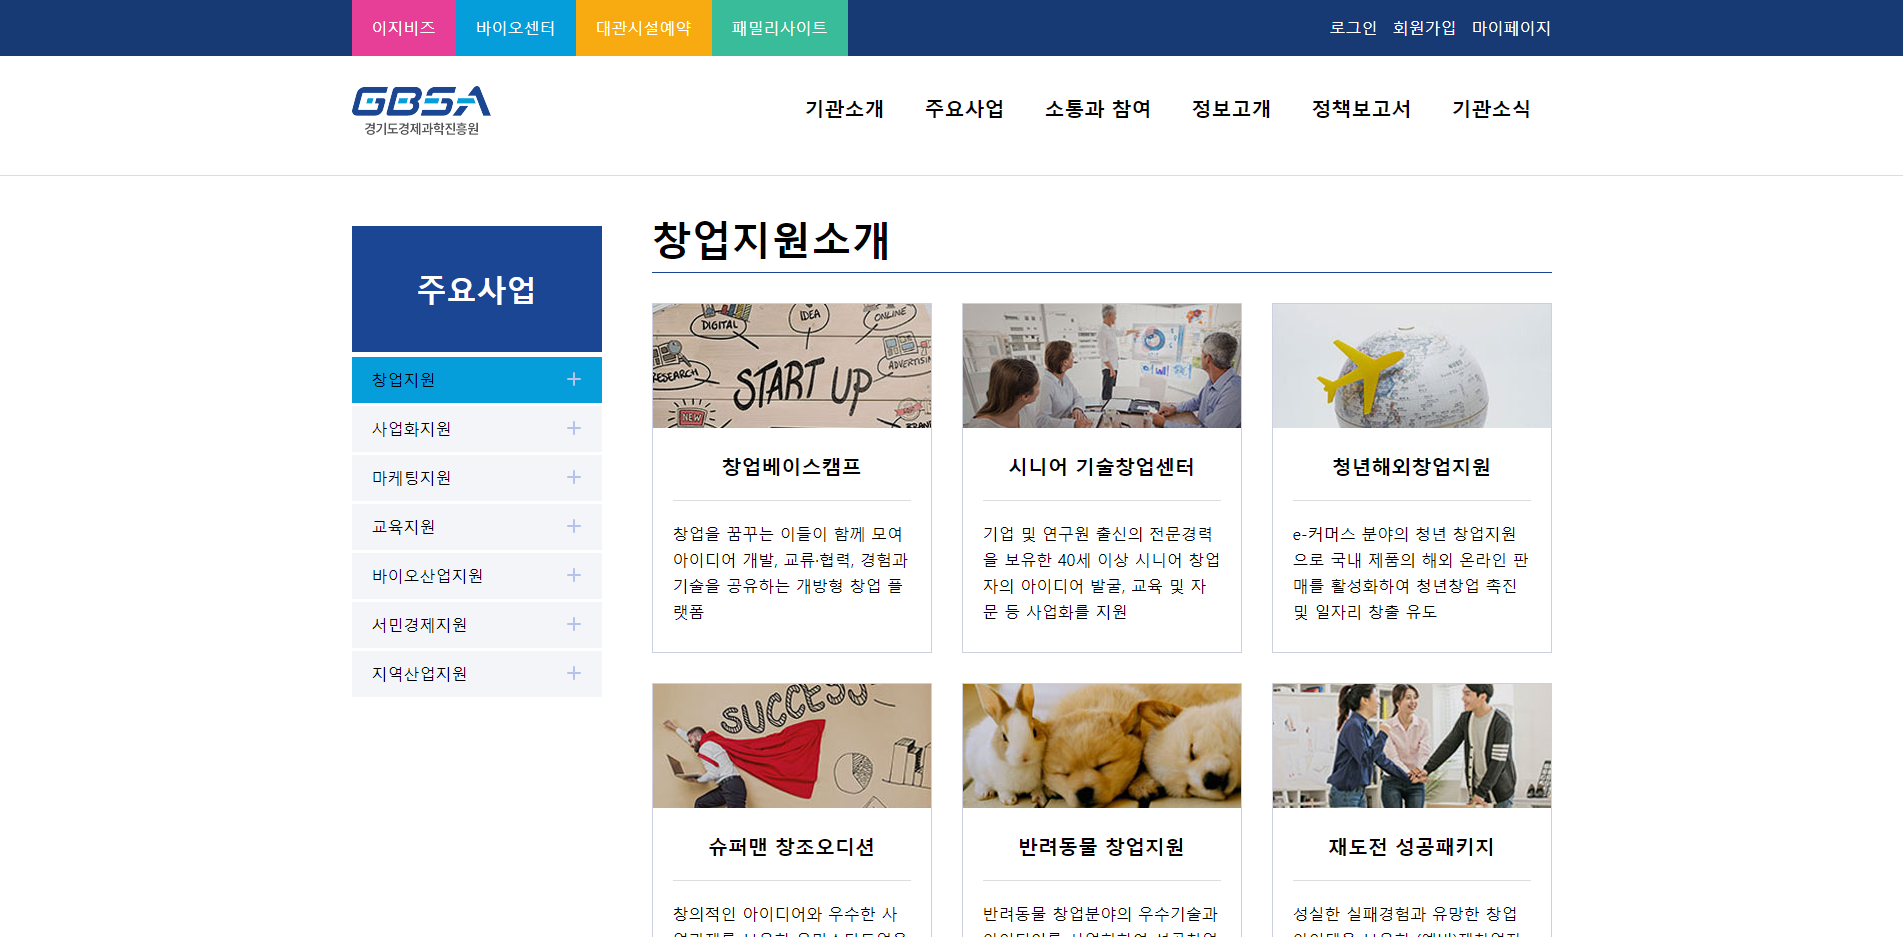 이지비즈 바이오센터 대관시설예약 패밀리사이트 로그인 회원가입 마이페이지
GBSA
경기도경제과학진흥원
기관소개 주요사업 소통과 참여 정보고개 정책보고서 기관소식
주요사업
창업지원
사업화지원
마케팅지원
교육지원
바이오산업지원
서민경제지원
지역산업지원
창업지원소개
DIGITAL
IDEA
ONLINE
ADVERTISIN
RESEARCH
START UP
NEW
BRAN
창업베이스캠프
창업을 꿈꾸는 이들이 함께 모여
아이디어 개발, 교류·협력, 경험과
기술을 공유하는 개방형 창업 플
랫폼
시니어 기술창업센터
기업 및 연구원 출신의 전문경력
을 보유한 40세 이상 시니어 창업
자의 아이디어 발굴, 교육 및 자
문 등 사업화를 지원
청년해외창업지원
e-커머스 분야의 청년 창업지원
으로 국내 제품의 해외 온라인 판
매를 활성화하여 청년창업 촉진
및 일자리 창출 유도
SUCCESS
슈퍼맨 창조오디션
창의적인 아이디어와 우수한 사
반려동물 창업지원
반려동물 창업분야의 우수기술과
재도전 성공패키지
성실한 실패경험과 유망한 창업